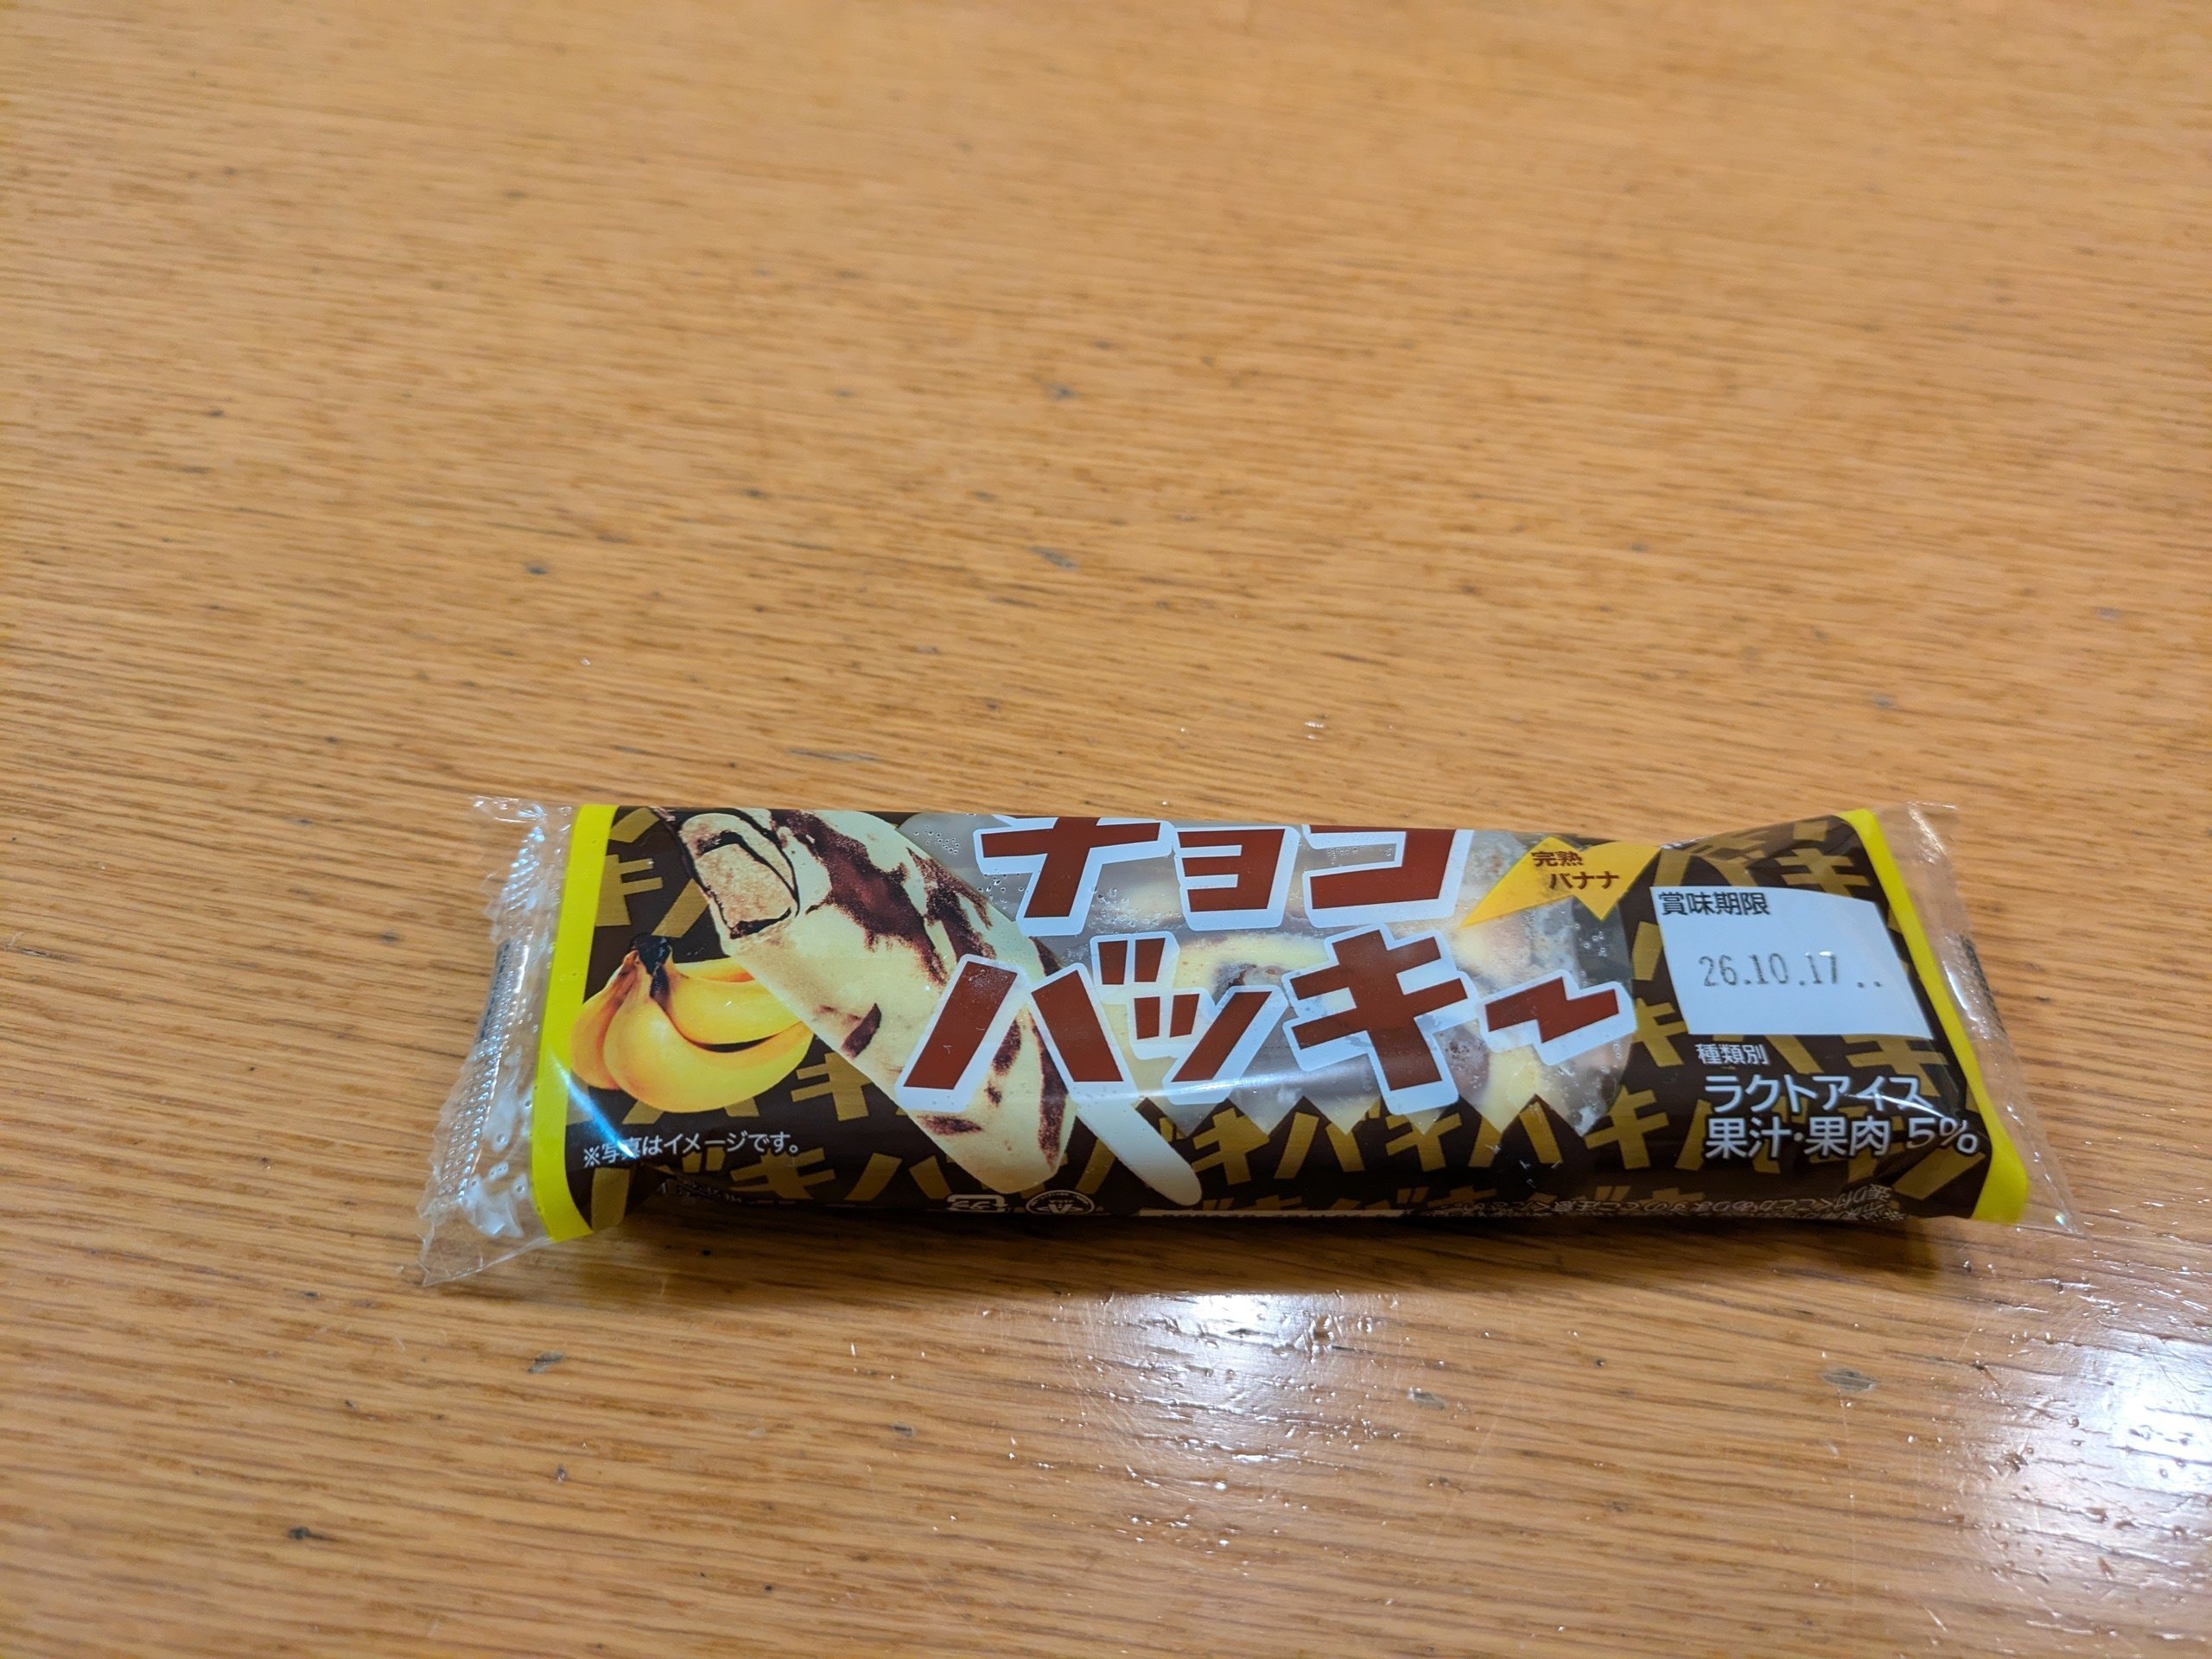 チョコ
バッキー
完熟
バナナ
賞味期限
26.10.17
種類別
ラクトアイス
果汁・果肉 5%
※写真はイメージです。